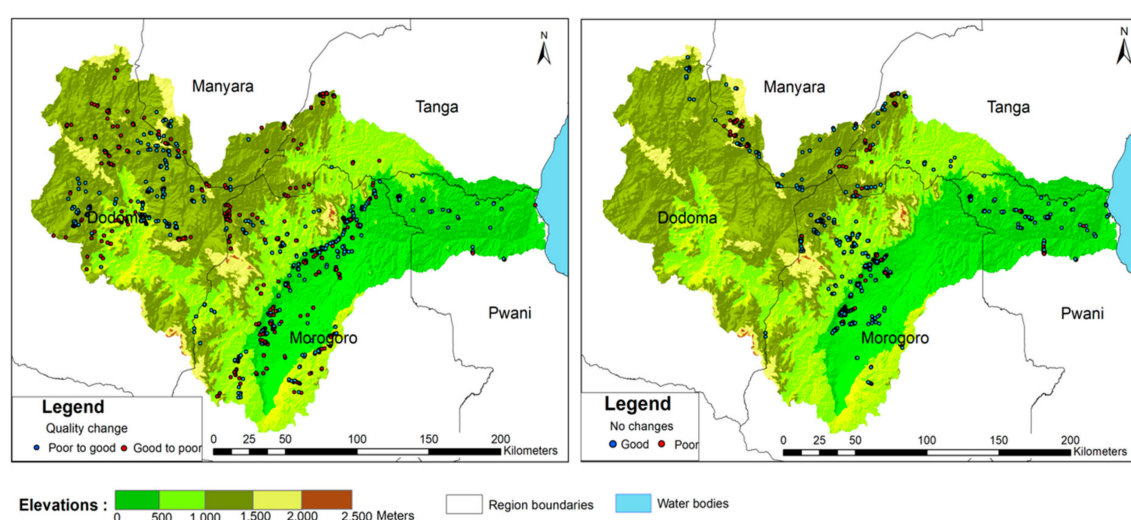 N
Manyara
Tanga
Dodoma
Pwani
Morogoro
Legend
Quality change
Poor to good Good to poor
0 25 50 100 150 200
Kilometers
N
Manyara
Tanga
Dodoma
Pwani
Morogoro
Legend
No changes
Good Poor
0 25 50 100 150 200
Kilometers
Elevations :
0 500 1.000 1.500 2.000 2.500 Meters
Region boundaries
Water bodies